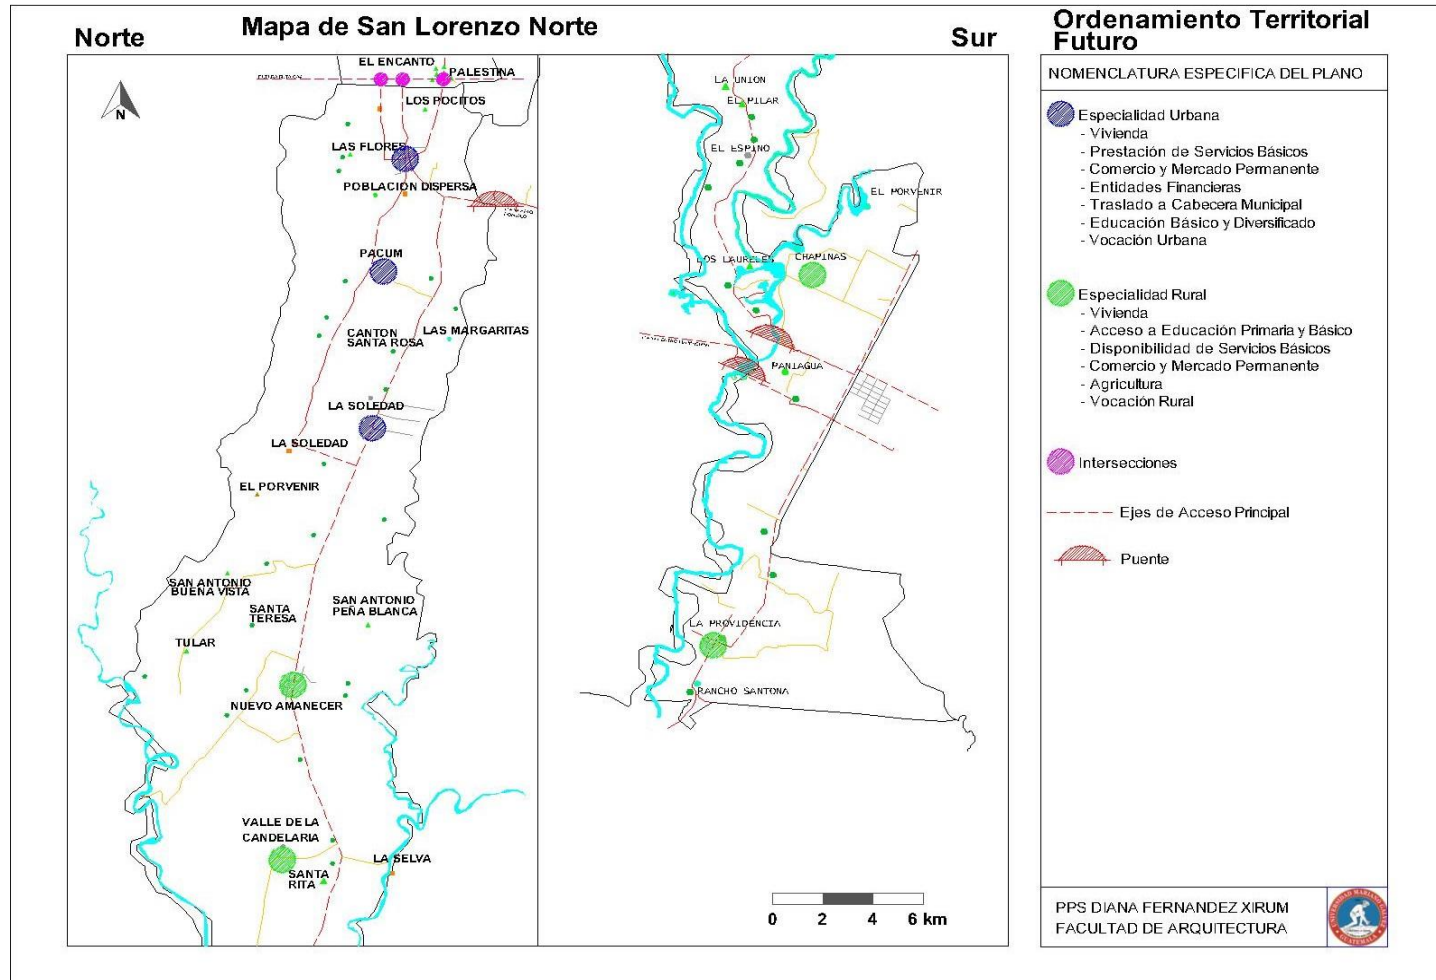 Norte
Mapa de San Lorenzo Norte
Sur
Ordenamiento Territorial
Futuro
NOMENCLATURA ESPECIFICA DEL PLANO
Especialidad Urbana
- Vivienda
- Prestación de Servicios Básicos
- Comercio y Mercado Permanente
- Entidades Financieras
- Traslado a Cabecera Municipal
- Educación Básico y Diversificado
- Vocación Urbana
Especialidad Rural
- Vivienda
- Acceso a Educación Primaria y Básico
- Disponibilidad de Servicios Básicos
- Comercio y Mercado Permanente
- Agricultura
- Vocación Rural
Intersecciones
Ejes de Acceso Principal
Puente
PPS DIANA FERNANDEZ XIRUM
FACULTAD DE ARQUITECTURA
UNIVERSIDAD MARIANO GALVEZ
GUATEMALA
N
EL ENCANTO
PALESTINA
LOS POCITOS
LAS FLORES
POBLACIÓN DISPERSA
PACUM
CANTON
SANTA ROSA
LAS MARGARITAS
LA SOLEDAD
LA SOLEDAD
EL PORVENIR
SAN ANTONIO
BUENA VISTA
SANTA
TERESA
SAN ANTONIO
PEÑA BLANCA
TULAR
NUEVO AMANECER
VALLE DE LA
CANDELARIA
LA SELVA
SANTA
RITA
LA UNION
EL PILAR
EL ESPINO
EL PORVENIR
LOS LAURELES
CHAPINAS
PANIAGUA
LA PROVIDENCIA
RANCHO SANTONA
0 2 4 6 km